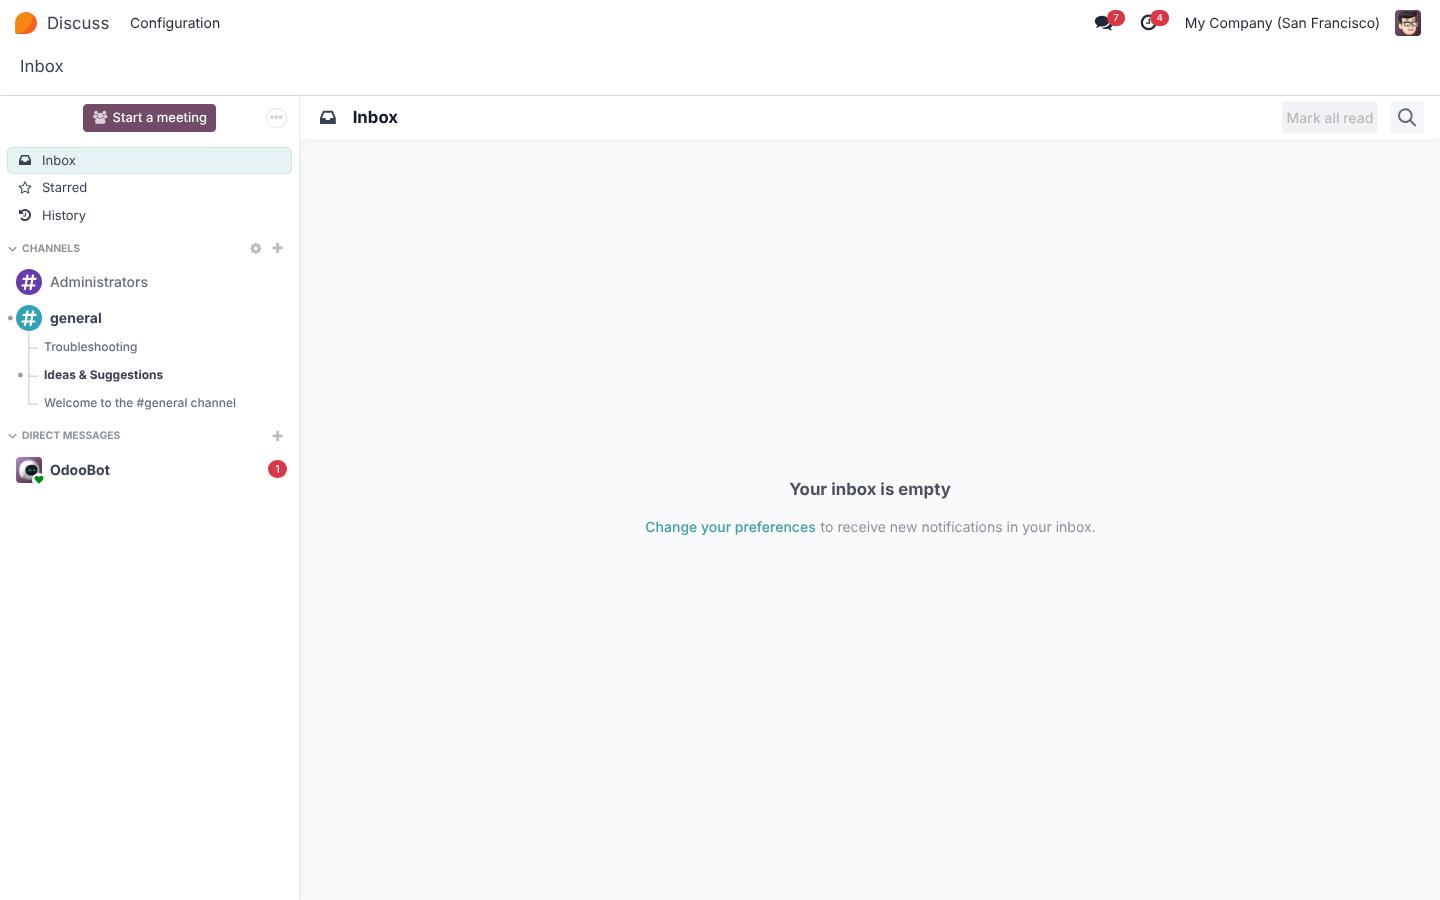 Discuss
Configuration
7
4
My Company (San Francisco)
Inbox
Start a meeting
Inbox
Mark all read
Inbox
Starred
History
CHANNELS
Administrators
general
Troubleshooting
Ideas & Suggestions
Welcome to the #general channel
DIRECT MESSAGES
OdooBot
1
Your inbox is empty
Change your preferences to receive new notifications in your inbox.